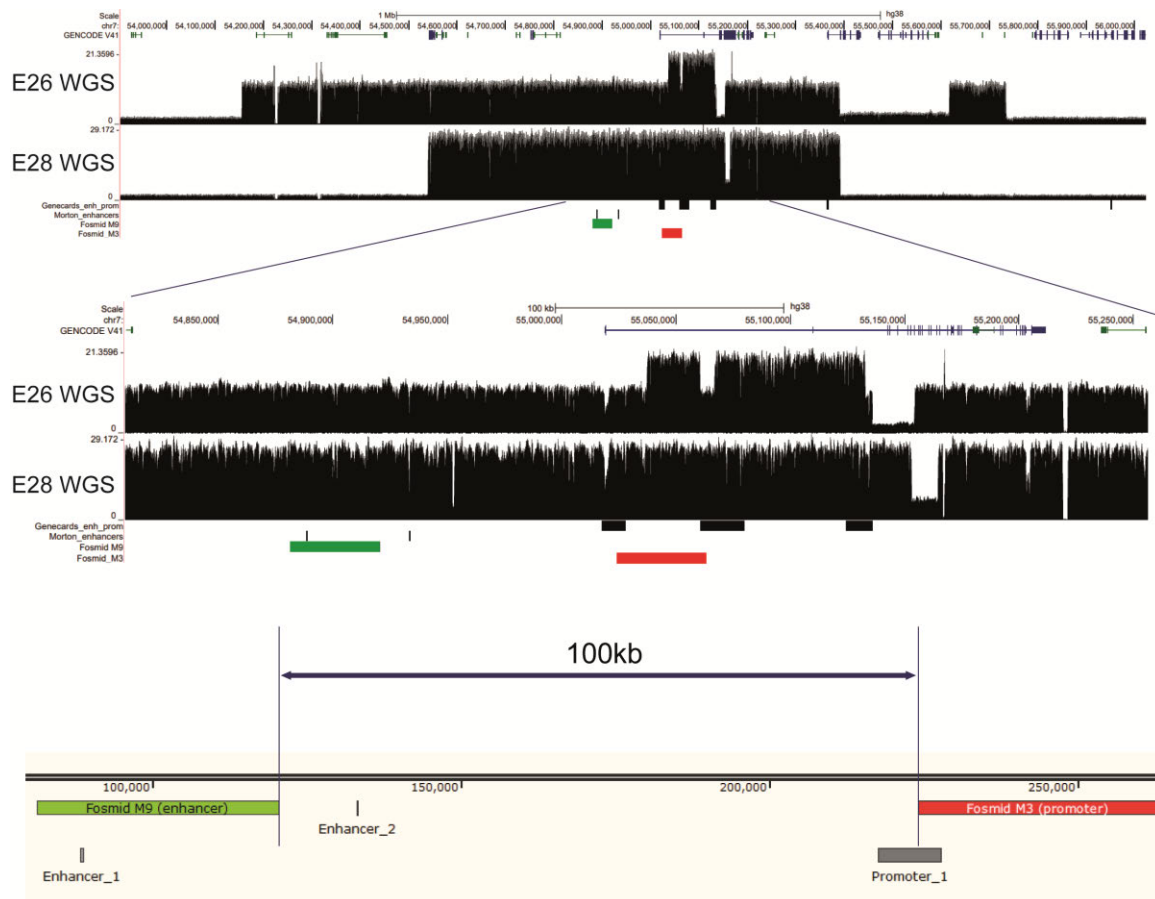 Scale 1 Mb hg38
chr7: 54,000,000 54,100,000 54,200,000 54,300,000 54,400,000 54,500,000 54,600,000 54,700,000 54,800,000 54,900,000 55,000,000 55,100,000 55,200,000 55,300,000 55,400,000 55,500,000 55,600,000 55,700,000 55,800,000 55,900,000 56,000,000
GENCODE V41
21.3596
E26 WGS
0
29.172
E28 WGS
0
Genecards_enh_prom
Morton_enhancers
Fosmid M9
Fosmid_M3
Scale 100 kb hg38
chr7: 54,850,000 54,900,000 54,950,000 55,000,000 55,050,000 55,100,000 55,150,000 55,200,000 55,250,000
GENCODE V41
21.3596
E26 WGS
0
29.172
E28 WGS
0
Genecards_enh_prom
Morton_enhancers
Fosmid M9
Fosmid_M3
100kb
100,000 150,000 200,000 250,000
Fosmid M9 (enhancer) Fosmid M3 (promoter)
Enhancer_2
Enhancer_1 Promoter_1